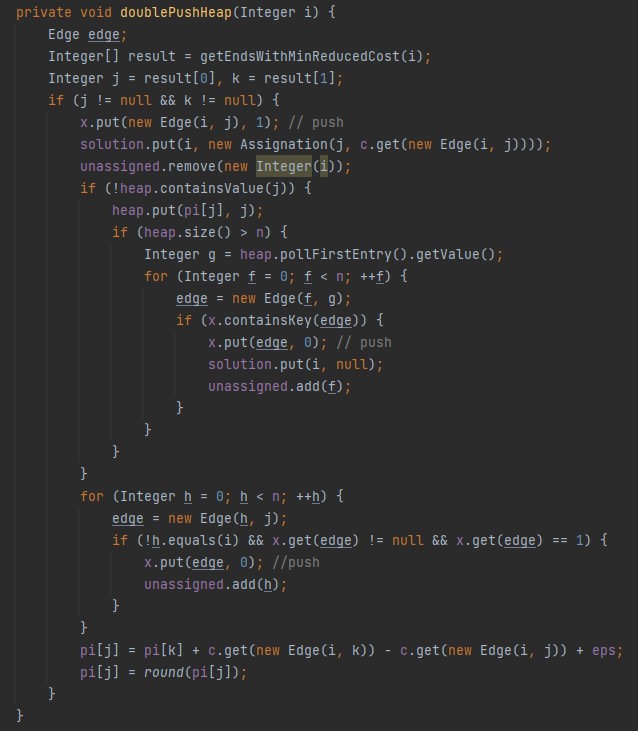 private void doublePushHeap(Integer i) {
    Edge edge;
    Integer[] result = getEndsWithMinReducedCost(i);
    Integer j = result[0], k = result[1];
    if (j != null && k != null) {
        x.put(new Edge(i, j), 1); // push
        solution.put(i, new Assignation(j, c.get(new Edge(i, j))));
        unassigned.remove(new Integer(i));
        if (!heap.containsValue(j)) {
            heap.put(pi[j], j);
            if (heap.size() > n) {
                Integer g = heap.pollFirstEntry().getValue();
                for (Integer f = 0; f < n; ++f) {
                    edge = new Edge(f, g);
                    if (x.containsKey(edge)) {
                        x.put(edge, 0); // push
                        solution.put(i, null);
                        unassigned.add(f);
                    }
                }
            }
        }
        for (Integer h = 0; h < n; ++h) {
            edge = new Edge(h, j);
            if (!h.equals(i) && x.get(edge) != null && x.get(edge) == 1) {
                x.put(edge, 0); //push
                unassigned.add(h);
            }
        }
        pi[j] = pi[k] + c.get(new Edge(i, k)) - c.get(new Edge(i, j)) + eps;
        pi[j] = round(pi[j]);
    }
}